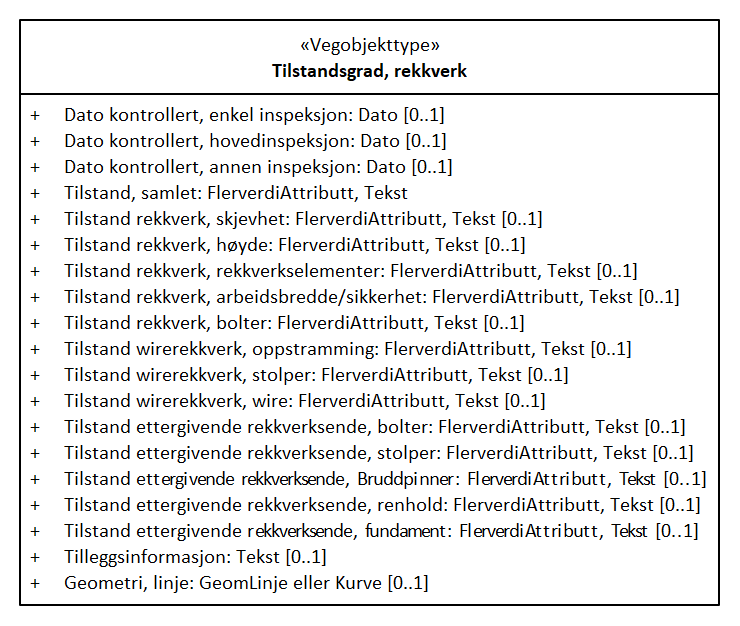 «Vegobjekttype»
Tilstandsgrad, rekkverk
+ Dato kontrollert, enkel inspeksjon: Dato [0..1]
+ Dato kontrollert, hovedinspeksjon: Dato [0..1]
+ Dato kontrollert, annen inspeksjon: Dato [0..1]
+ Tilstand, samlet: FlerverdiAttributt, Tekst
+ Tilstand rekkverk, skjevhet: FlerverdiAttributt, Tekst [0..1]
+ Tilstand rekkverk, høyde: FlerverdiAttributt, Tekst [0..1]
+ Tilstand rekkverk, rekkverkselementer: FlerverdiAttributt, Tekst [0..1]
+ Tilstand rekkverk, arbeidsbredde/sikkerhet: FlerverdiAttributt, Tekst [0..1]
+ Tilstand rekkverk, bolter: FlerverdiAttributt, Tekst [0..1]
+ Tilstand wirerekkverk, oppstramming: FlerverdiAttributt, Tekst [0..1]
+ Tilstand wirerekkverk, stolper: FlerverdiAttributt, Tekst [0..1]
+ Tilstand wirerekkverk, wire: FlerverdiAttributt, Tekst [0..1]
+ Tilstand ettergivende rekkverksende, bolter: FlerverdiAttributt, Tekst [0..1]
+ Tilstand ettergivende rekkverksende, stolper: FlerverdiAttributt, Tekst [0..1]
+ Tilstand ettergivende rekkverksende, Bruddpinner: FlerverdiAttributt, Tekst [0..1]
+ Tilstand ettergivende rekkverksende, renhold: FlerverdiAttributt, Tekst [0..1]
+ Tilstand ettergivende rekkverksende, fundament: FlerverdiAttributt, Tekst [0..1]
+ Tilleggsinformasjon: Tekst [0..1]
+ Geometri, linje: GeomLinje eller Kurve [0..1]